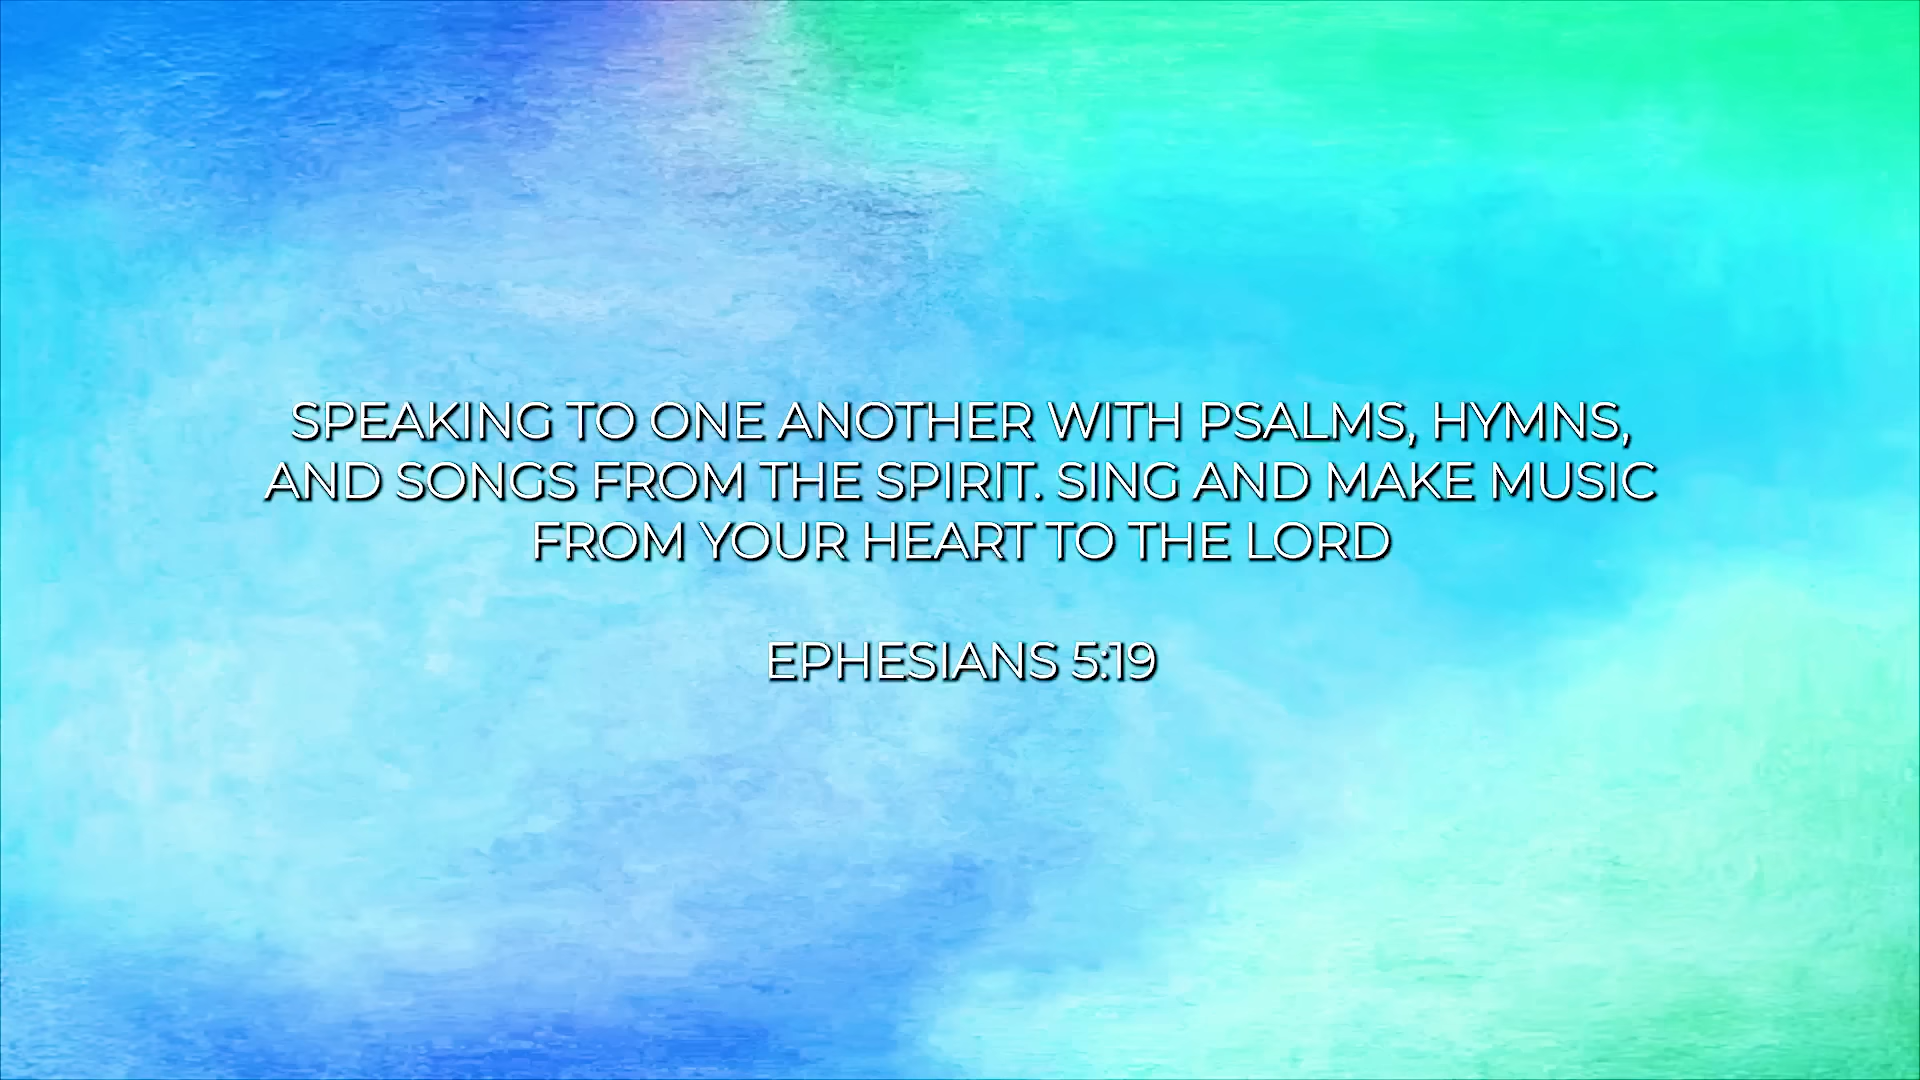 SPEAKING TO ONE ANOTHER WITH PSALMS, HYMNS,
AND SONGS FROM THE SPIRIT. SING AND MAKE MUSIC
FROM YOUR HEART TO THE LORD
EPHESIANS 5:19